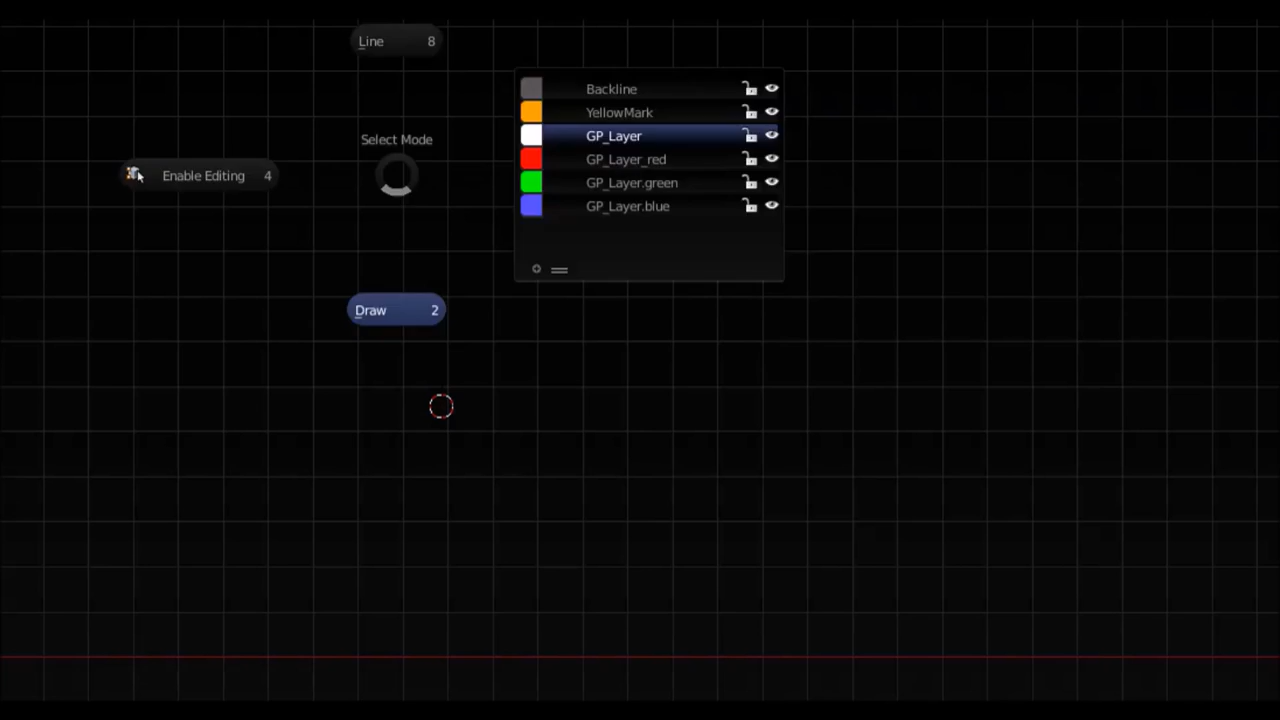 Line 8
Select Mode
Enable Editing 4
Draw 2
Backline
YellowMark
GP_Layer
GP_Layer_red
GP_Layer.green
GP_Layer.blue